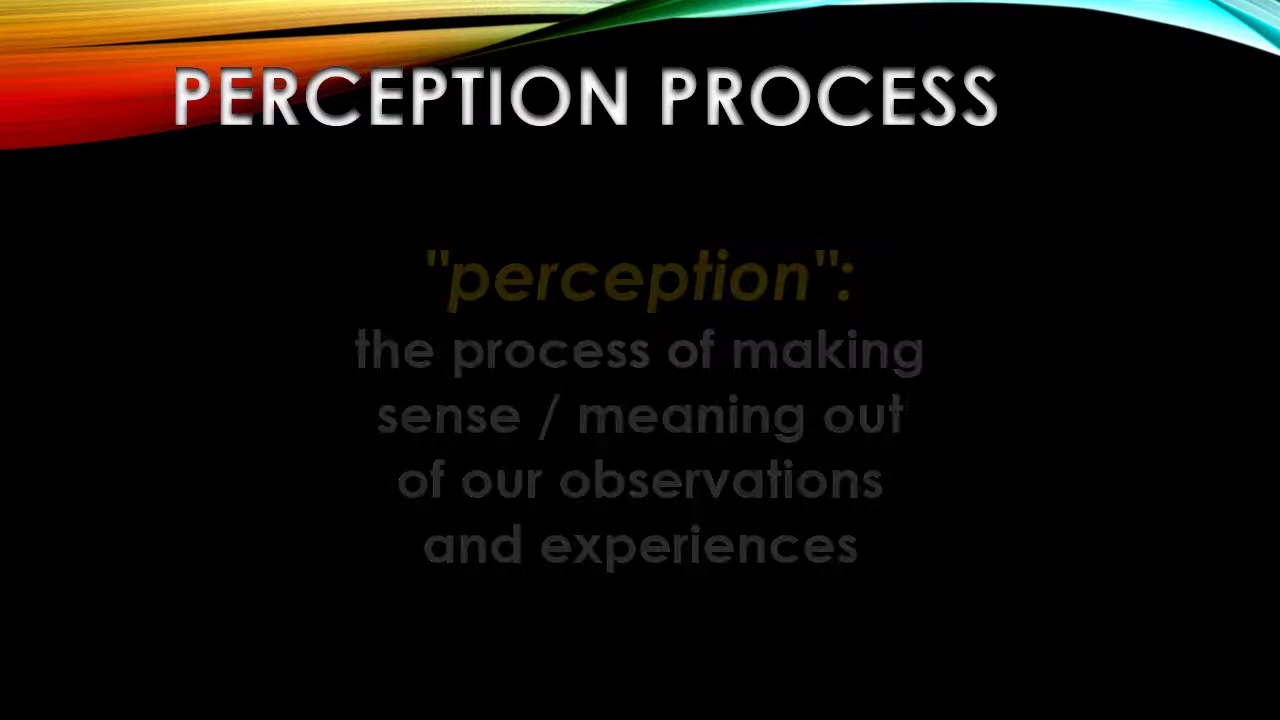 PERCEPTION PROCESS
"perception":
the process of making
sense / meaning out
of our observations
and experiences